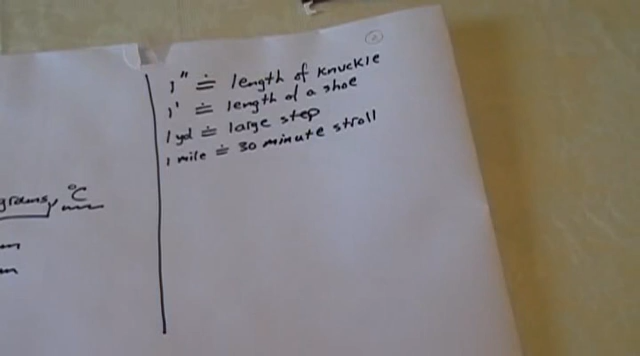 1" ≐ length of knuckle
1' ≐ length of a shoe
1 yd ≐ large step
1 mile ≐ 30 minute stroll
grams, °C